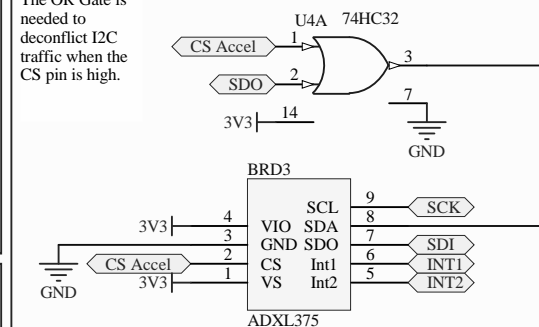 The OR Gate is
needed to
deconflict I2C
traffic when the
CS pin is high.
U4A 74HC32
CS Accel 1
3
SDO 2
7
3V3 14
GND
BRD3
9 SCK
SCL
3V3 4 VIO SDA 8
3 GND SDO 7 SDI
CS Accel 2 CS Int1 6 INT1
3V3 1 VS Int2 5 INT2
GND
ADXL375